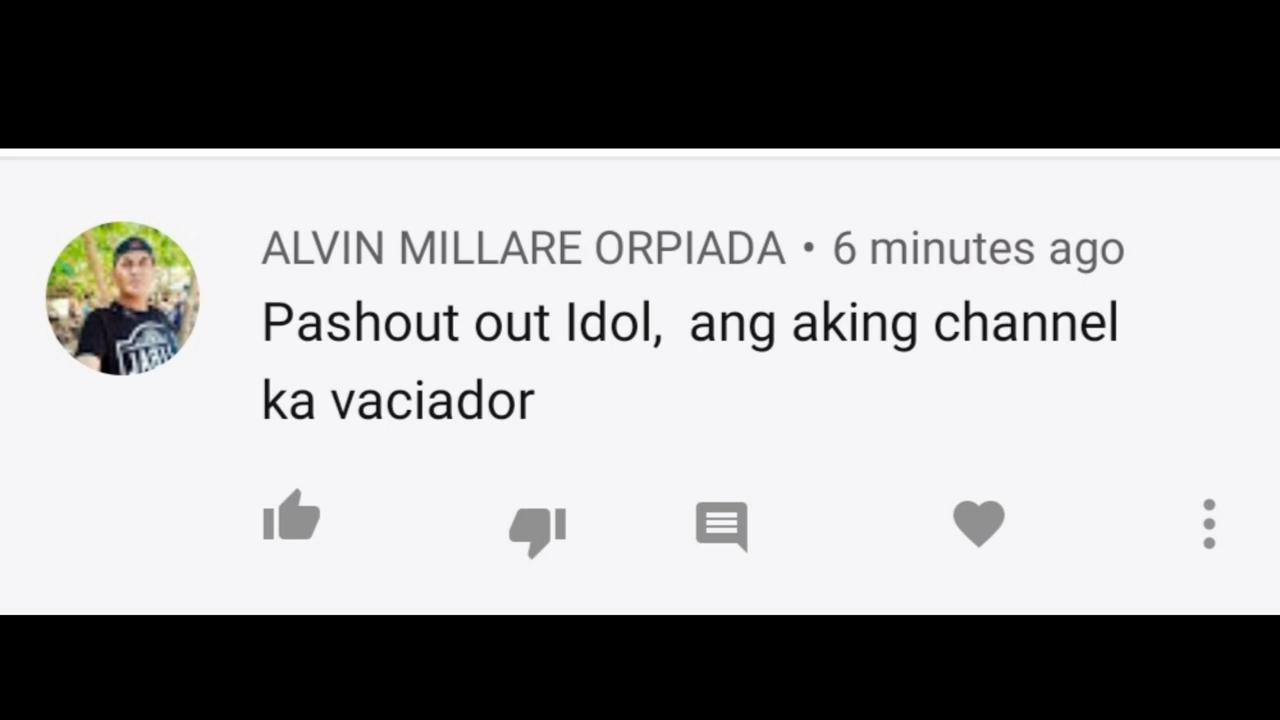 ALVIN MILLARE ORPIADA • 6 minutes ago
Pashout out Idol,  ang aking channel
ka vaciador